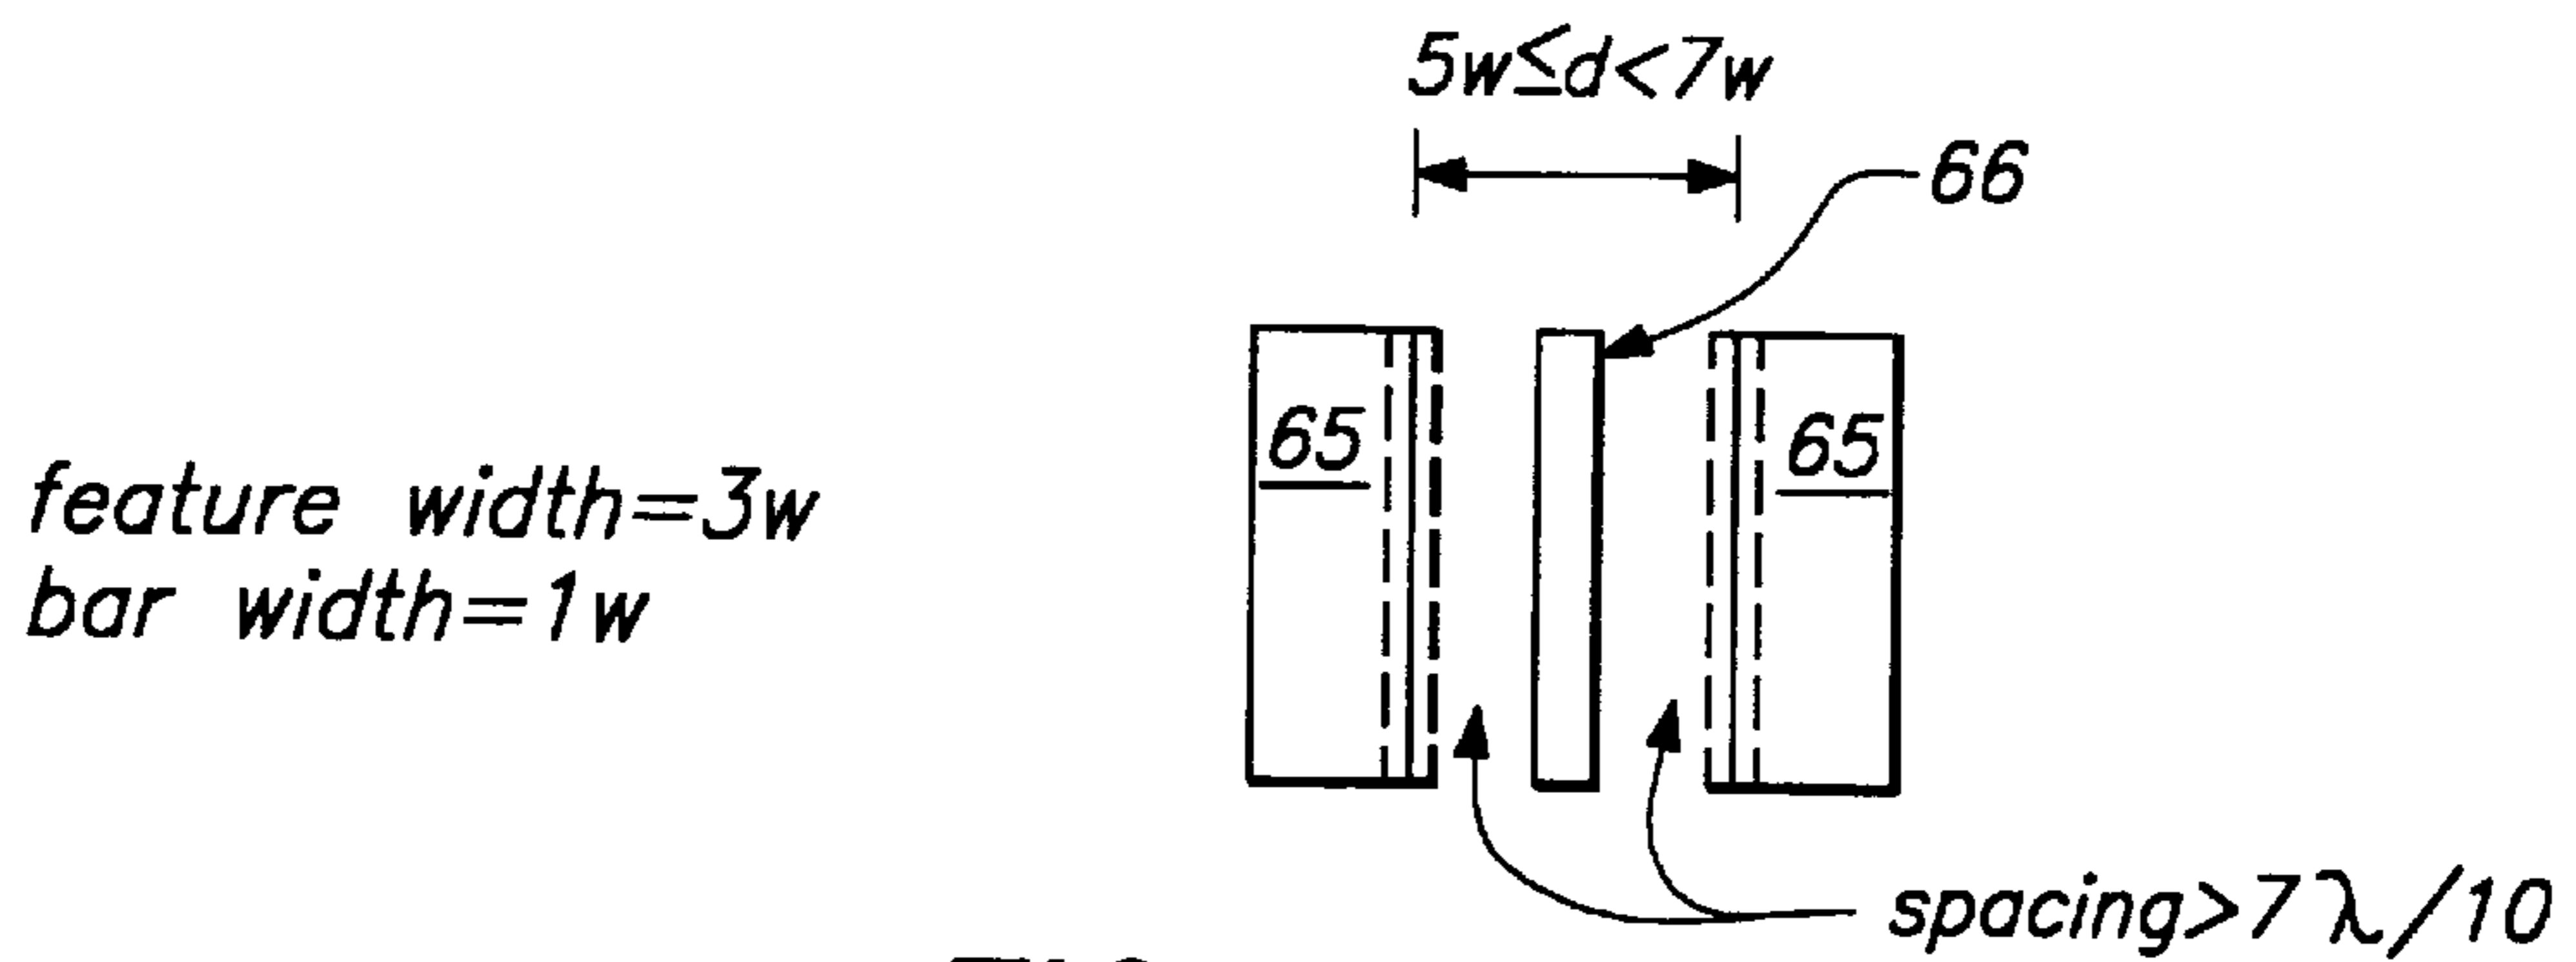 5w≤d<7w
66
65
65
feature width=3w
bar width=1w
spacing>7λ/10